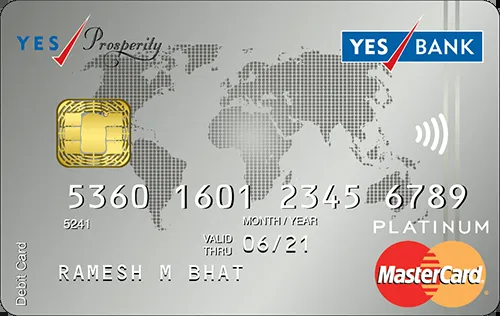 YES Prosperity
YES BANK
5360 1601 2345 6789
5241
MONTH / YEAR
VALID THRU 06/21
PLATINUM
RAMESH M BHAT
MasterCard
Debit Card